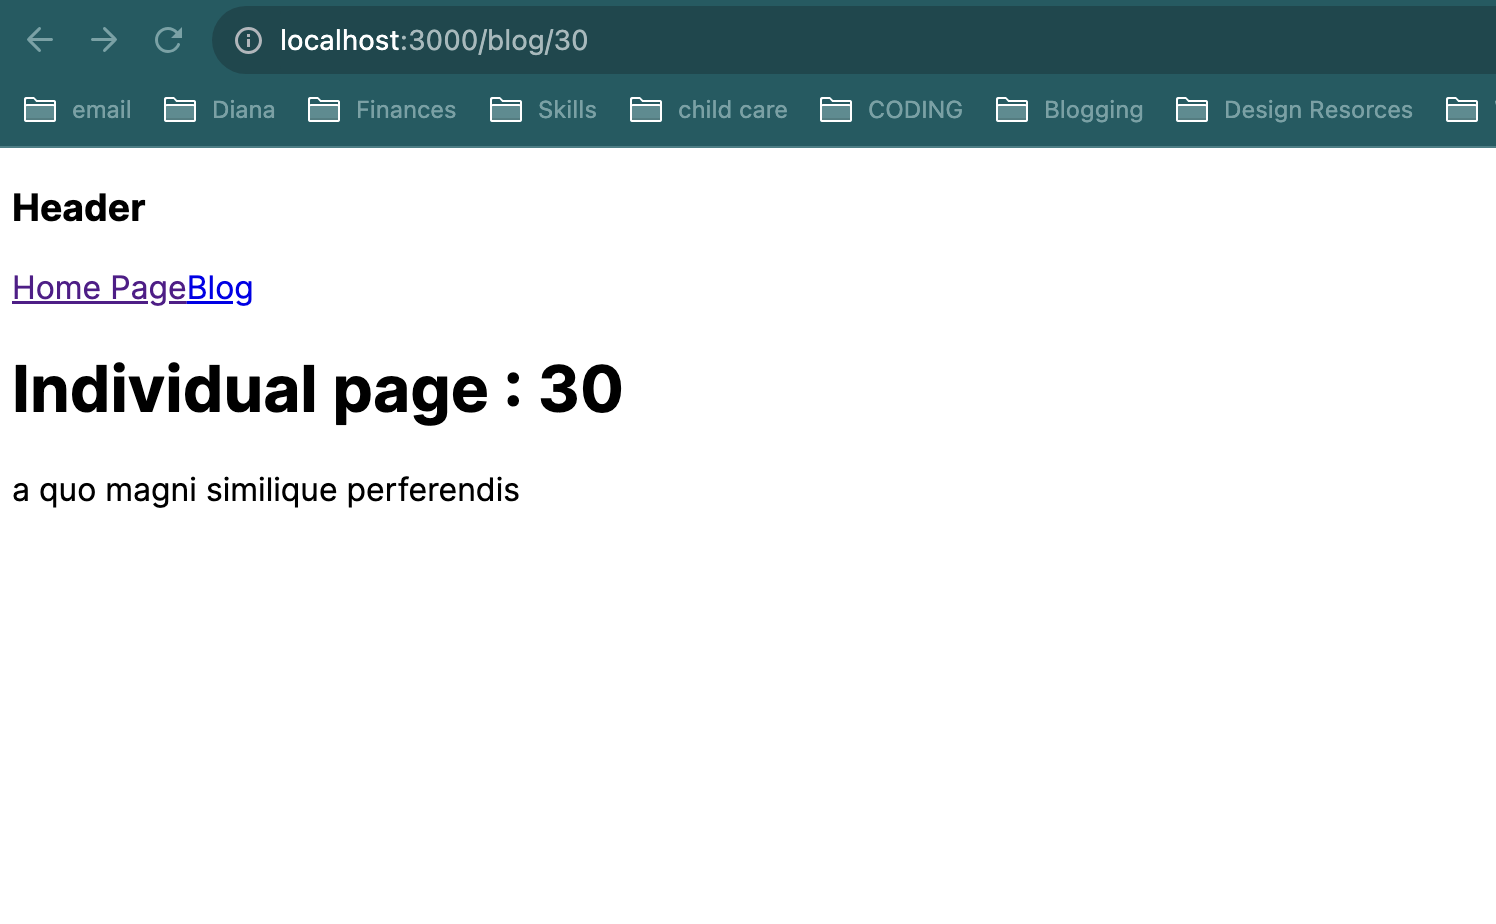 localhost:3000/blog/30
email Diana Finances Skills child care CODING Blogging Design Resorces
Header
Home PageBlog
Individual page : 30
a quo magni similique perferendis